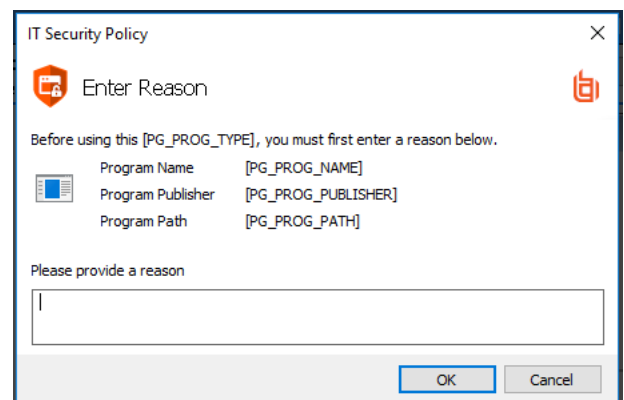 IT Security Policy
Enter Reason
Before using this [PG_PROG_TYPE], you must first enter a reason below.
Program Name [PG_PROG_NAME]
Program Publisher [PG_PROG_PUBLISHER]
Program Path [PG_PROG_PATH]
Please provide a reason
OK Cancel